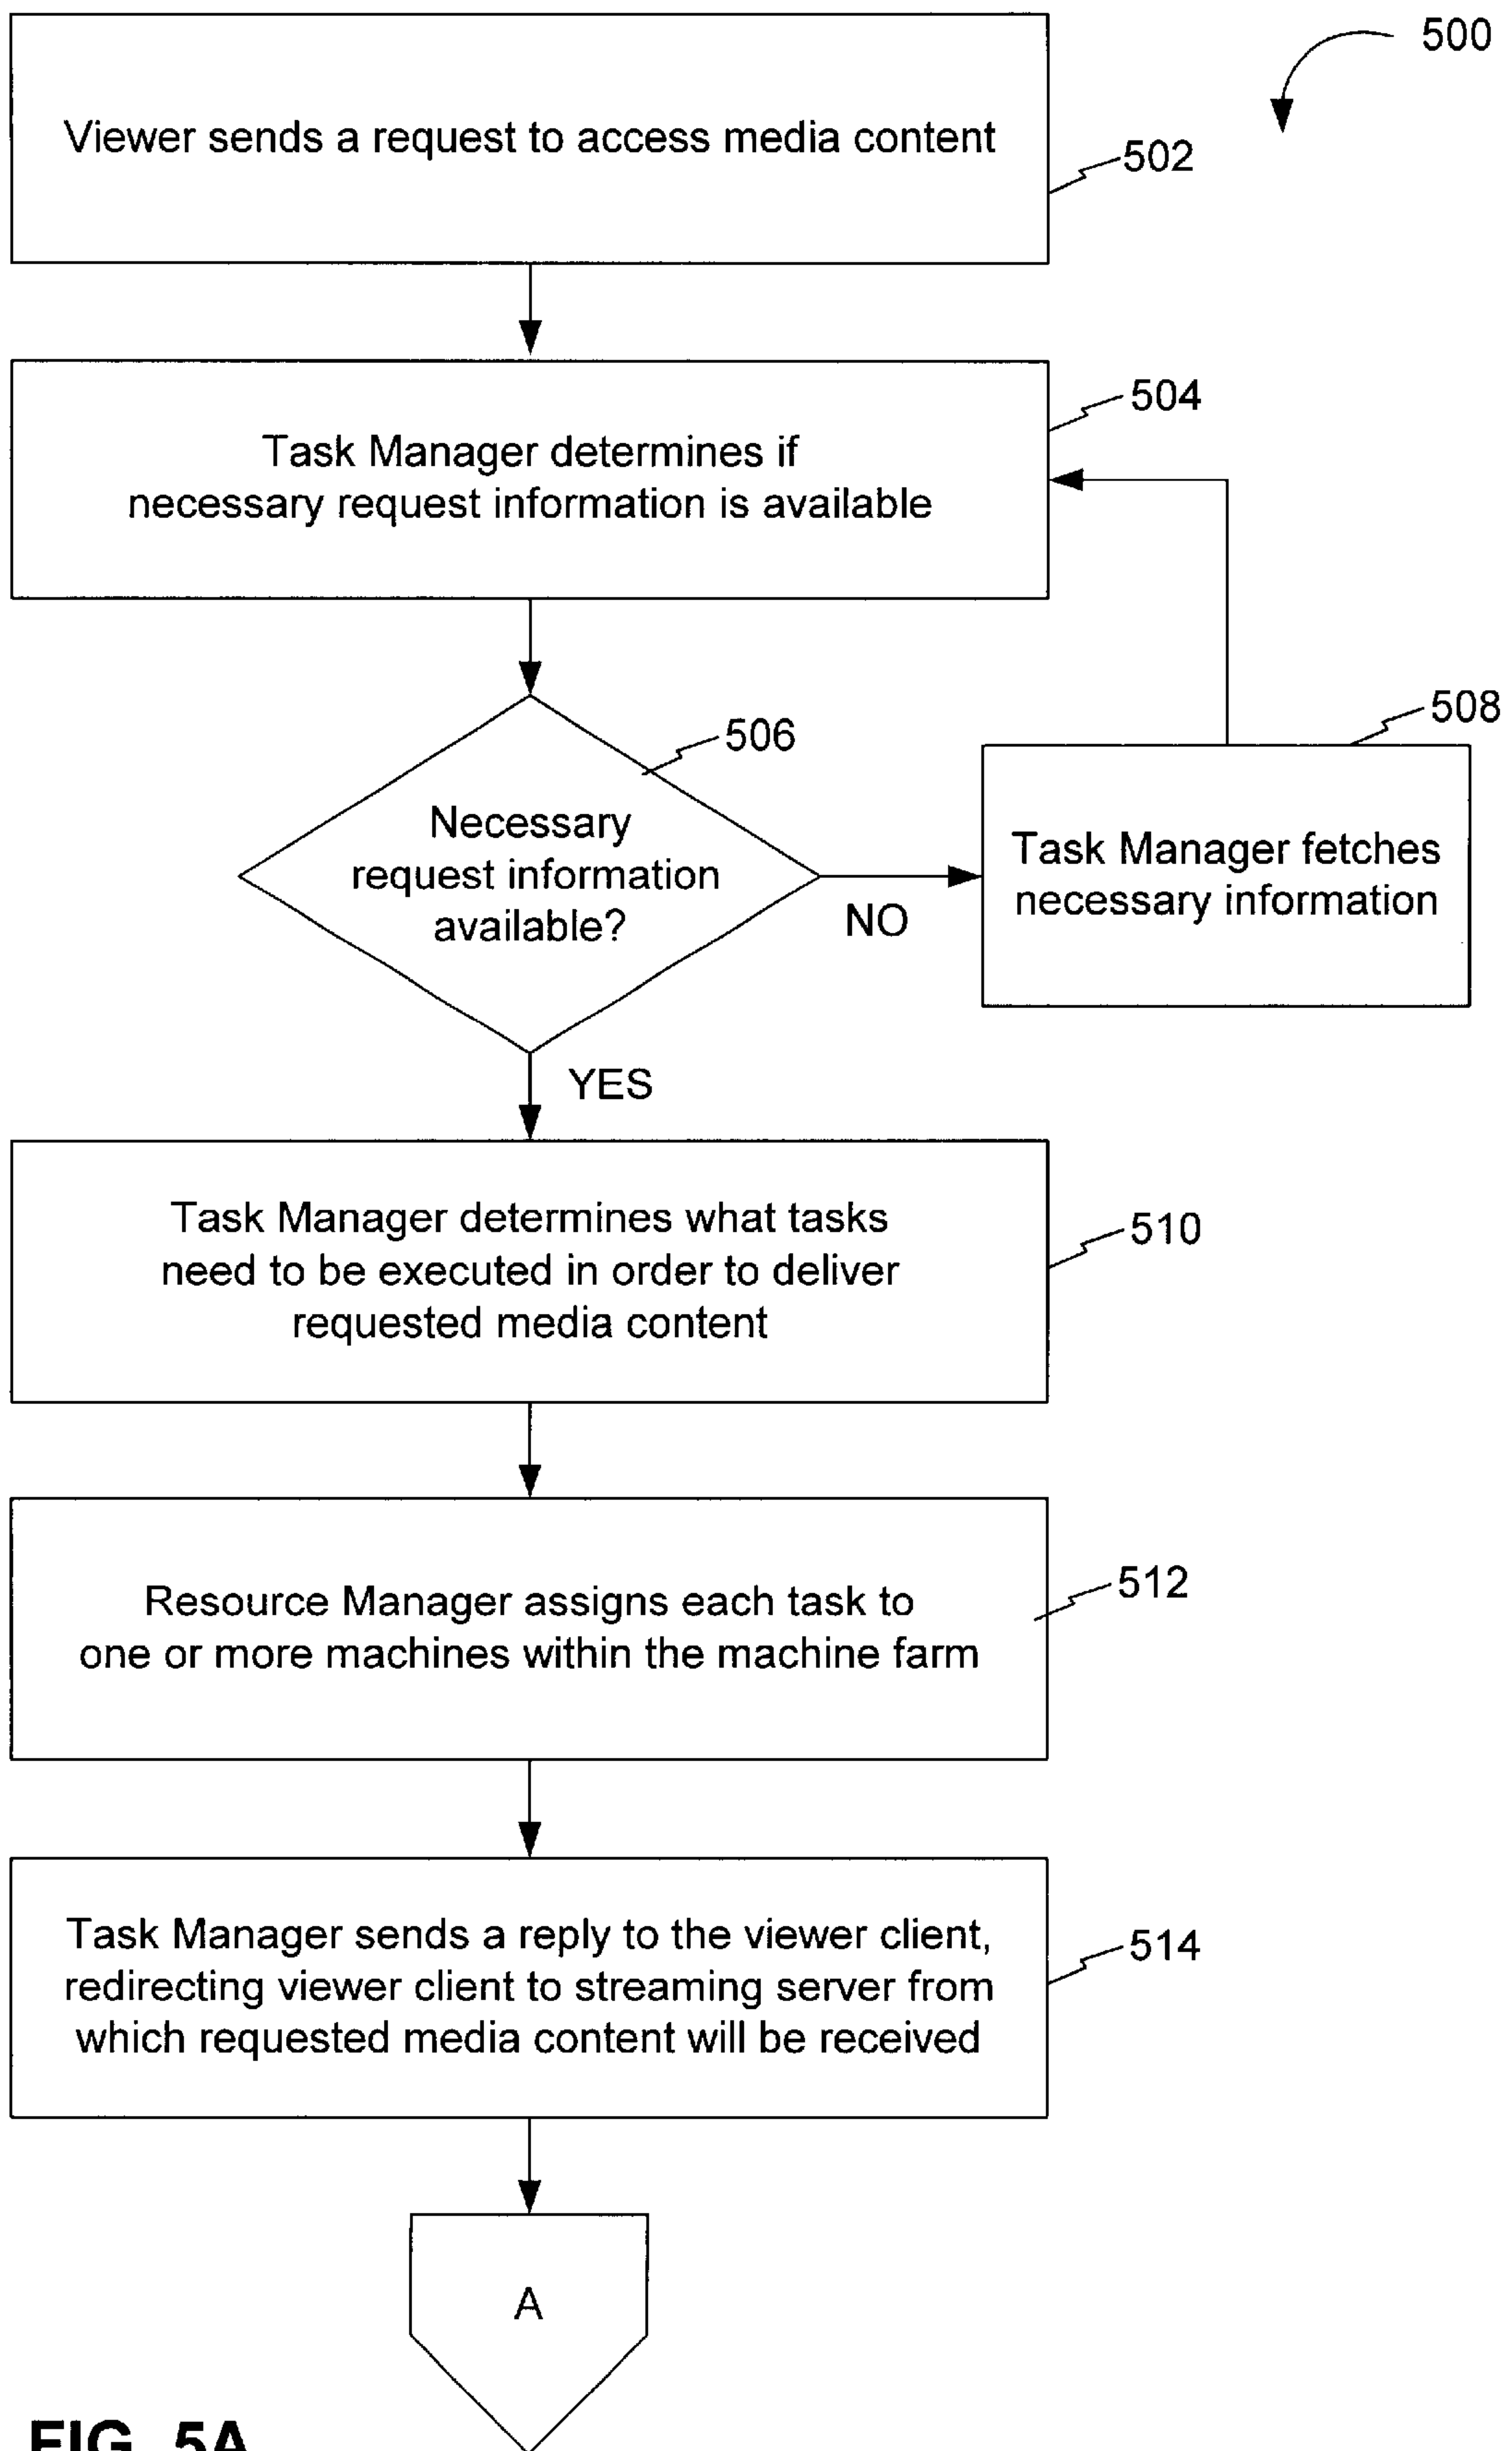 500
Viewer sends a request to access media content
502
504
Task Manager determines if
necessary request information is available
506
508
Necessary
request information
available?
NO
Task Manager fetches
necessary information
YES
Task Manager determines what tasks
need to be executed in order to deliver
requested media content
510
Resource Manager assigns each task to
one or more machines within the machine farm
512
Task Manager sends a reply to the viewer client,
redirecting viewer client to streaming server from
which requested media content will be received
514
A
FIG. 5A